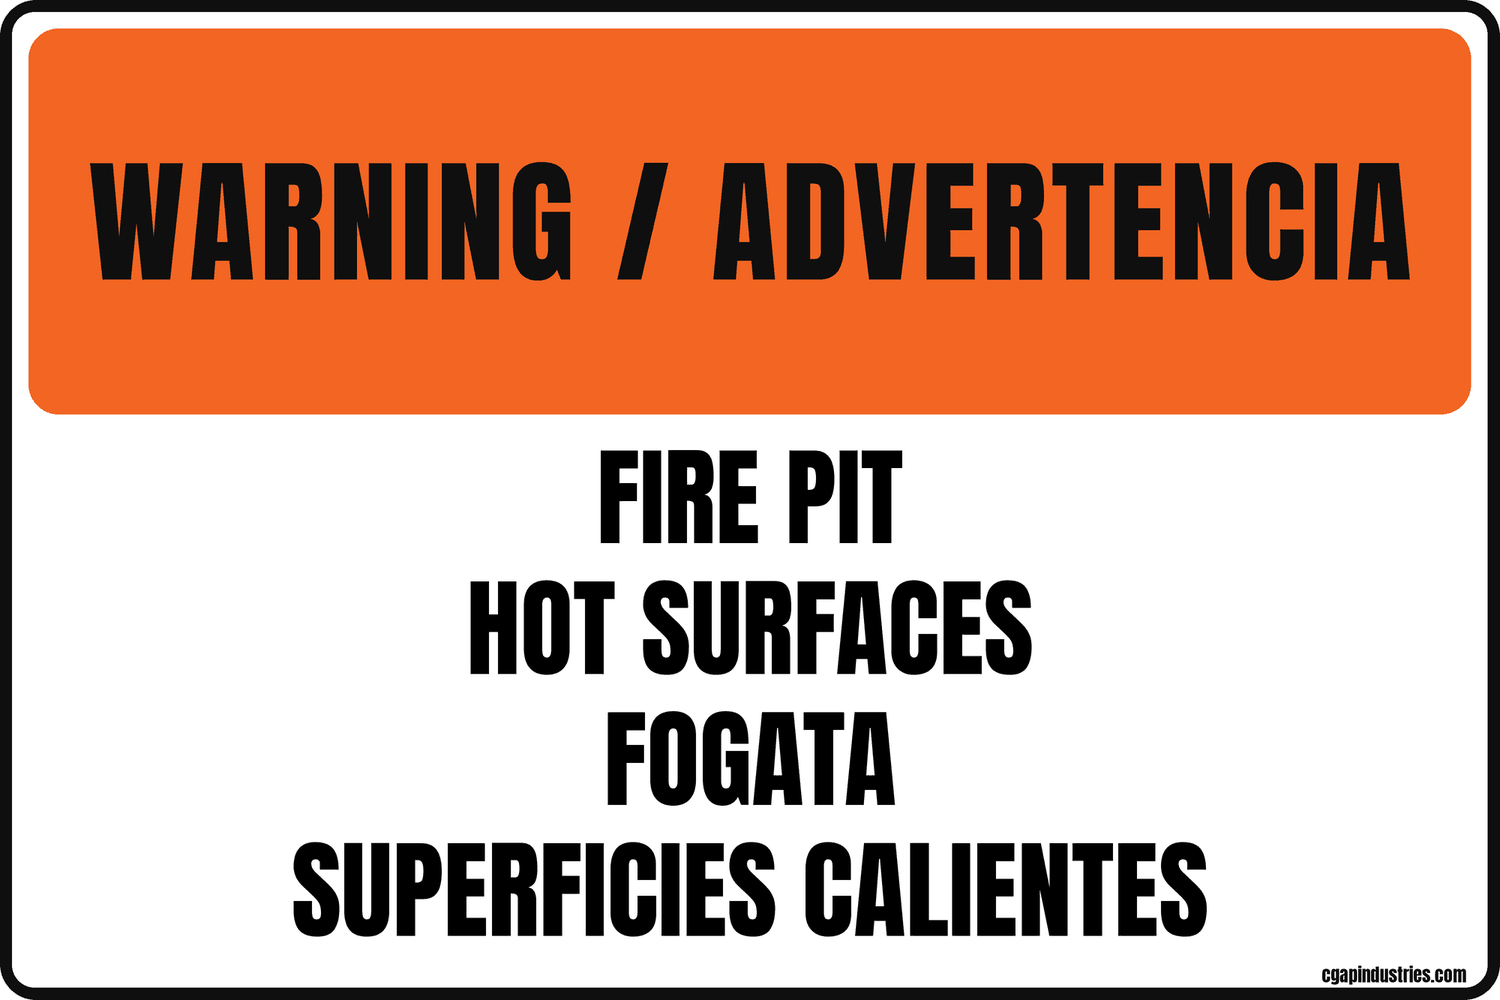 WARNING / ADVERTENCIA
FIRE PIT
HOT SURFACES
FOGATA
SUPERFICIES CALIENTES
cgapindustries.com